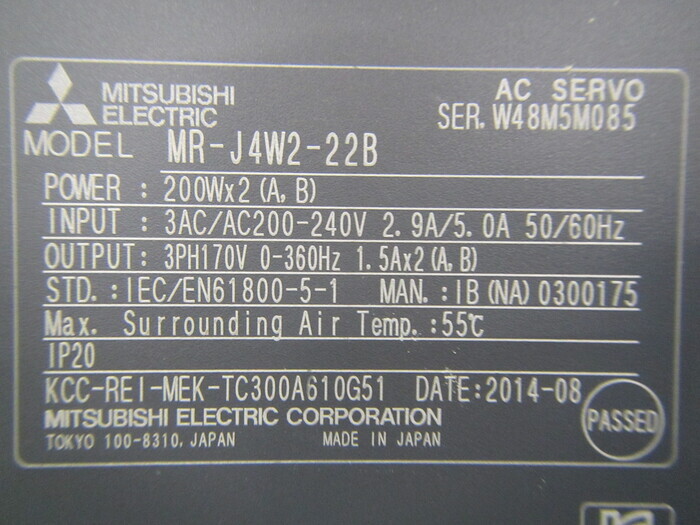 MITSUBISHI
ELECTRIC
AC SERVO
SER. W48M5M085
MODEL MR-J4W2-22B
POWER : 200Wx2 (A, B)
INPUT : 3AC/AC200-240V 2.9A/5.0A 50/60Hz
OUTPUT: 3PH170V 0-360Hz 1.5Ax2 (A, B)
STD. : IEC/EN61800-5-1 MAN. : IB (NA) 0300175
Max. Surrounding Air Temp. : 55℃
IP20
KCC-REI-MEK-TC300A610G51 DATE: 2014-08
MITSUBISHI ELECTRIC CORPORATION
TOKYO 100-8310, JAPAN MADE IN JAPAN
PASSED